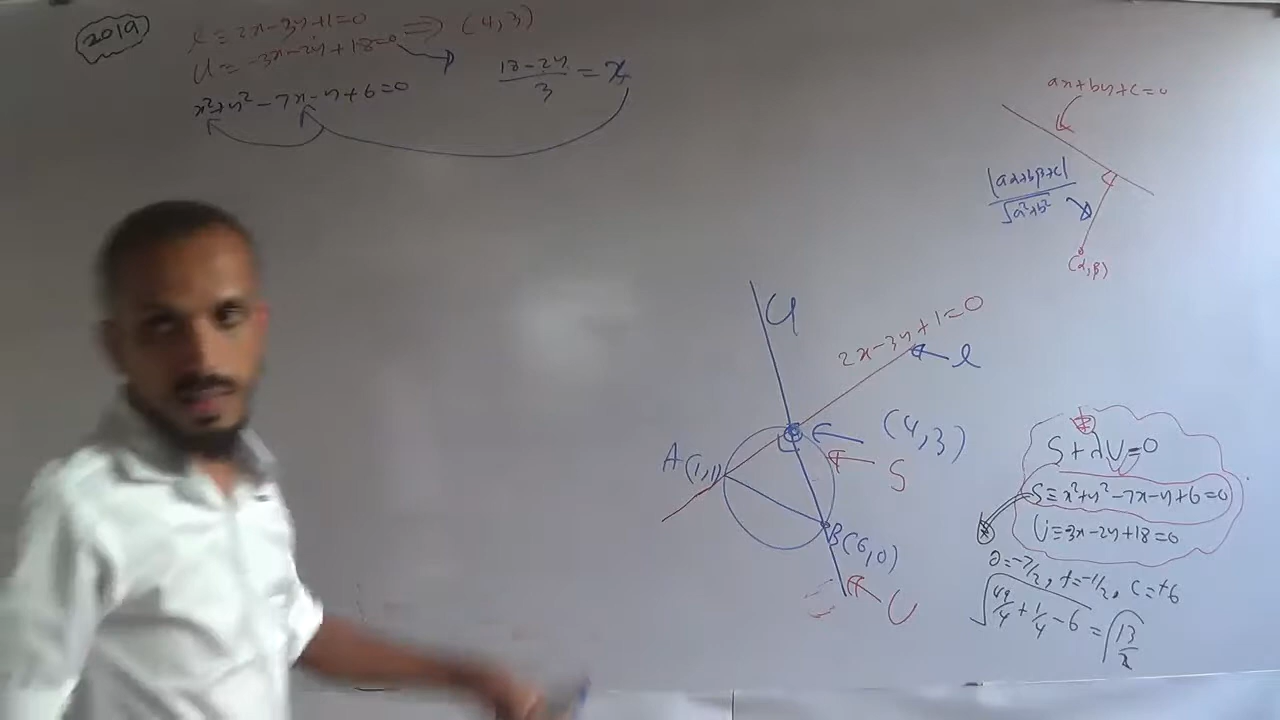 2019
l ≡ 2x-3y+1=0 ⇒ (4,3)
U ≡ -3x-2y+18=0
18-2y/3 = x
x²+y²-7x-y+6=0
ax+by+c=0
|aα+bβ+c|/√a²+b²
(α,β)
U
2x-3y+1=0
l
(4,3)
S
A(1,1)
B(6,0)
U
S+λU=0
S≡x²+y²-7x-y+6=0
U≡-3x-2y+18=0
g=-7/2, f=-1/2, c=+6
√49/4+1/4-6 = √13/2